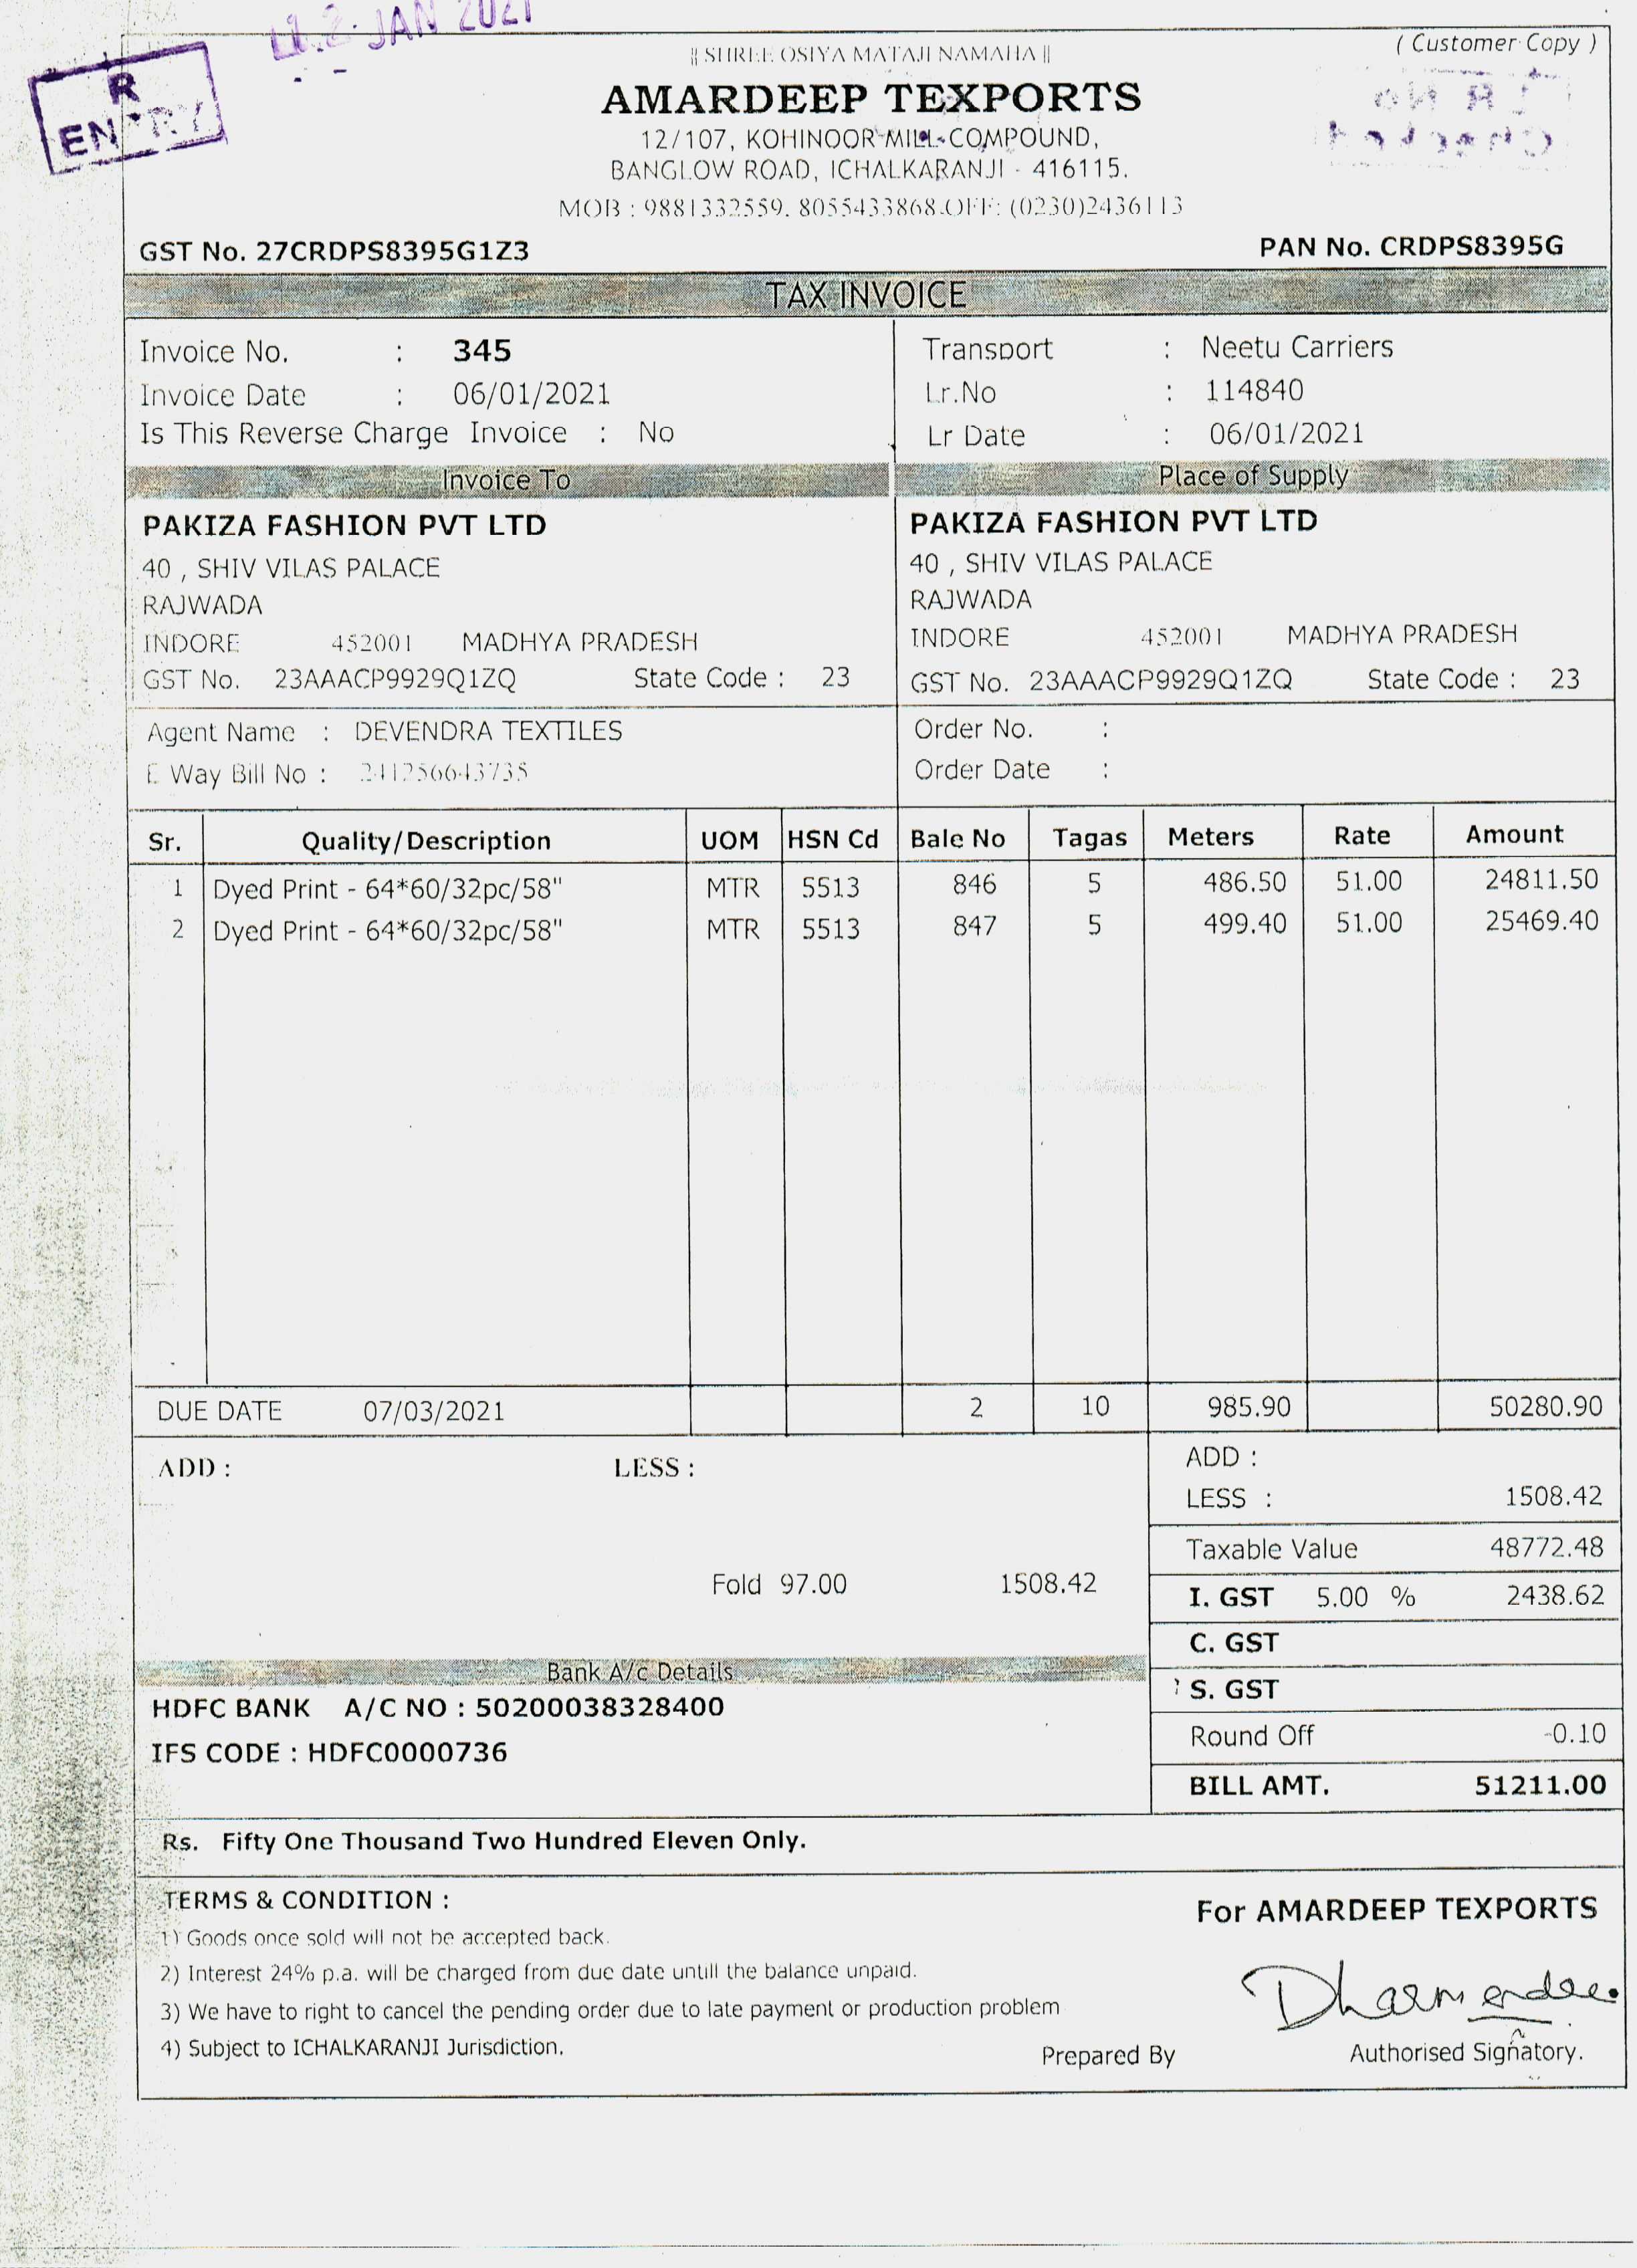 2 JAN 2021
R
ENTRY
( Customer Copy )
|| SHREE OSIYA MATAJI NAMAHA ||
AMARDEEP TEXPORTS
12/107, KOHINOOR MILL COMPOUND,
BANGLOW ROAD, ICHALKARANJI - 416115.
MOB : 9881332559, 8055433868.OFF: (0230)2436113
GST No. 27CRDPS8395G1Z3 PAN No. CRDPS8395G
TAX INVOICE
Invoice No. : 345 Transport : Neetu Carriers
Invoice Date : 06/01/2021 Lr.No : 114840
Is This Reverse Charge Invoice : No Lr Date : 06/01/2021
Invoice To Place of Supply
PAKIZA FASHION PVT LTD PAKIZA FASHION PVT LTD
40 , SHIV VILAS PALACE 40 , SHIV VILAS PALACE
RAJWADA RAJWADA
INDORE 452001 MADHYA PRADESH INDORE 452001 MADHYA PRADESH
GST No. 23AAACP9929Q1ZQ State Code : 23 GST No. 23AAACP9929Q1ZQ State Code : 23
Agent Name : DEVENDRA TEXTILES Order No. :
E Way Bill No : 241256643735 Order Date :
Sr. Quality/Description UOM HSN Cd Bale No Tagas Meters Rate Amount
1 Dyed Print - 64*60/32pc/58" MTR 5513 846 5 486.50 51.00 24811.50
2 Dyed Print - 64*60/32pc/58" MTR 5513 847 5 499.40 51.00 25469.40
DUE DATE 07/03/2021 2 10 985.90 50280.90
ADD : LESS : ADD :
LESS : 1508.42
Taxable Value 48772.48
Fold 97.00 1508.42 I. GST 5.00 % 2438.62
C. GST
Bank A/c Details
S. GST
HDFC BANK A/C NO : 50200038328400
Round Off -0.10
IFS CODE : HDFC0000736
BILL AMT. 51211.00
Rs. Fifty One Thousand Two Hundred Eleven Only.
TERMS & CONDITION :
For AMARDEEP TEXPORTS
1) Goods once sold will not be accepted back.
2) Interest 24% p.a. will be charged from due date untill the balance unpaid.
3) We have to right to cancel the pending order due to late payment or production problem
Dharmendra
4) Subject to ICHALKARANJI Jurisdiction.
Prepared By Authorised Signatory.